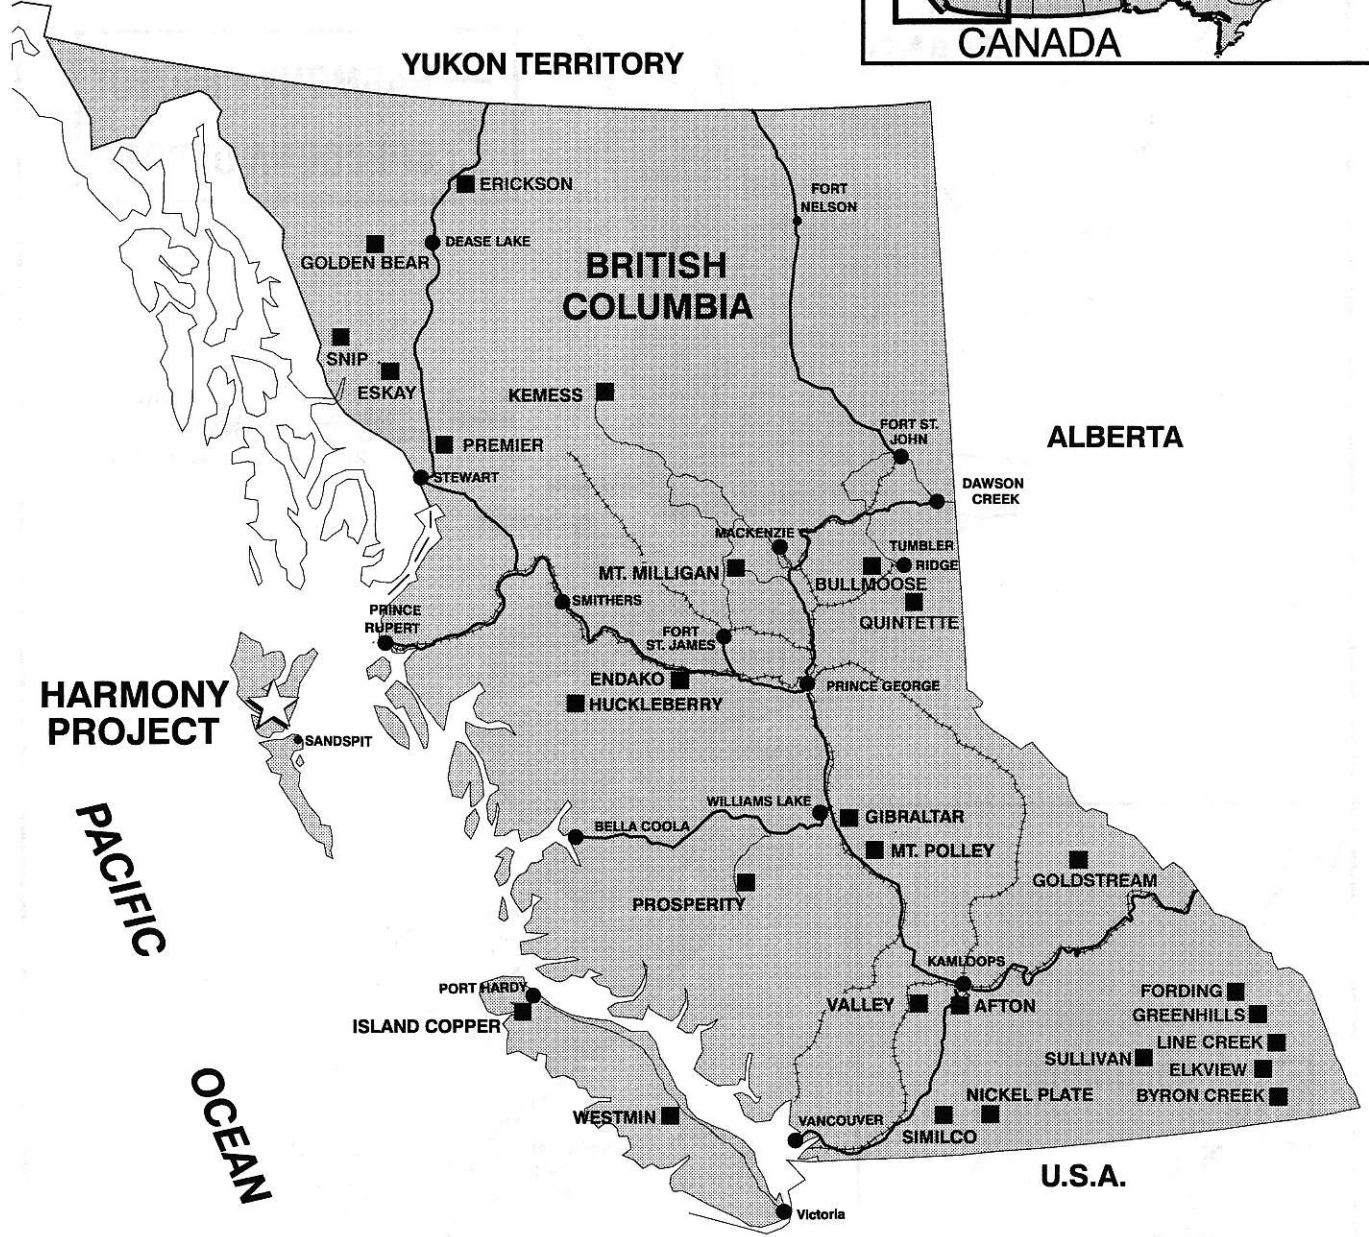 CANADA
YUKON TERRITORY
ERICKSON
FORT
NELSON
DEASE LAKE
GOLDEN BEAR
BRITISH
COLUMBIA
SNIP
ESKAY
KEMESS
FORT ST.
JOHN
ALBERTA
PREMIER
STEWART
DAWSON
CREEK
MACKENZIE
TUMBLER
RIDGE
MT. MILLIGAN
BULLMOOSE
SMITHERS
QUINTETTE
PRINCE
RUPERT
FORT
ST. JAMES
ENDAKO
PRINCE GEORGE
HUCKLEBERRY
HARMONY
PROJECT
SANDSPIT
WILLIAMS LAKE
GIBRALTAR
BELLA COOLA
MT. POLLEY
GOLDSTREAM
PROSPERITY
PACIFIC
OCEAN
KAMLOOPS
PORT HARDY
ISLAND COPPER
VALLEY
AFTON
FORDING
GREENHILLS
LINE CREEK
SULLIVAN
ELKVIEW
BYRON CREEK
NICKEL PLATE
WESTMIN
VANCOUVER
SIMILCO
U.S.A.
Victoria